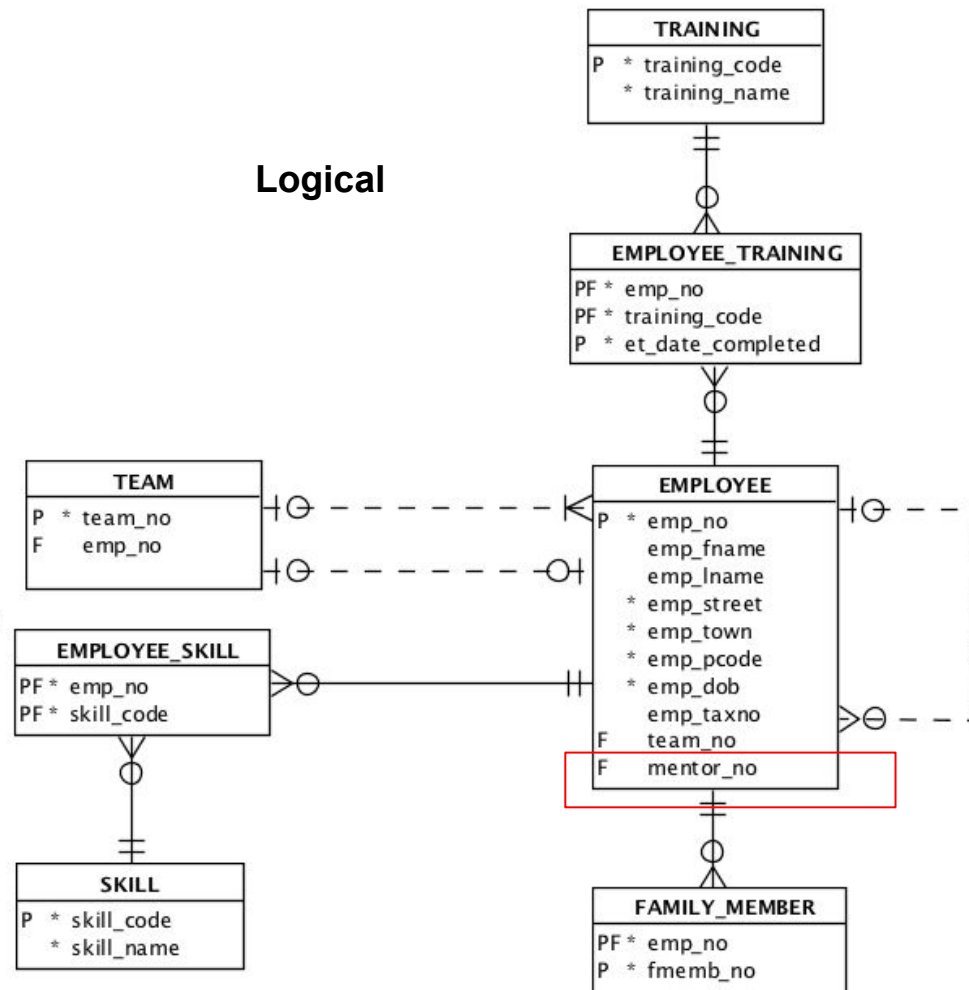 TRAINING
P * training_code
* training_name
Logical
EMPLOYEE_TRAINING
PF * emp_no
PF * training_code
P * et_date_completed
TEAM
P * team_no
F emp_no
EMPLOYEE
P * emp_no
emp_fname
emp_lname
* emp_street
* emp_town
* emp_pcode
* emp_dob
emp_taxno
F team_no
F mentor_no
EMPLOYEE_SKILL
PF * emp_no
PF * skill_code
SKILL
P * skill_code
* skill_name
FAMILY_MEMBER
PF * emp_no
P * fmemb_no